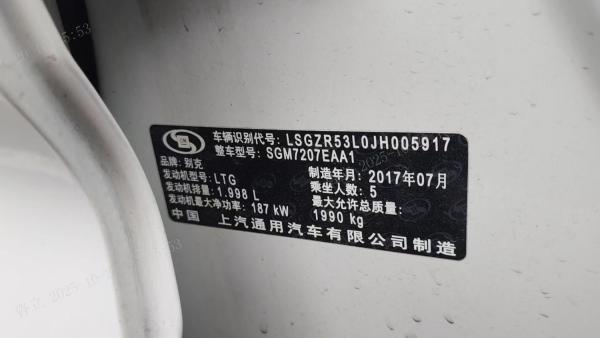 车辆识别代号: LSGZR53L0JH005917
整车型号: SGM7207EAA1
品牌: 别克
制造年月: 2017年07月
发动机型号: LTG
乘坐人数: 5
发动机排量: 1.998 L
最大允许总质量:
发动机最大净功率: 187 kW
1990 kg
中国 上汽通用汽车有限公司制造